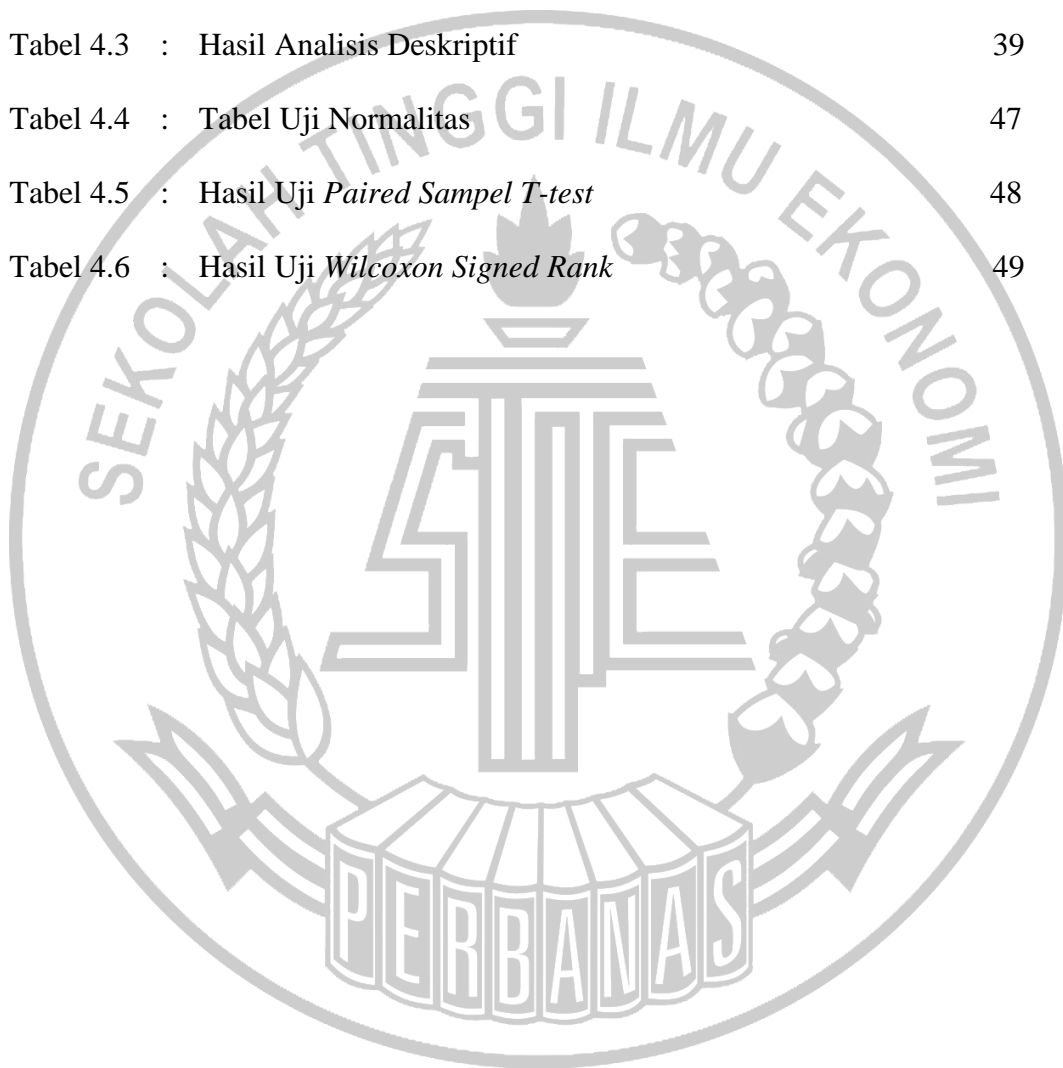 Tabel 4.3 : Hasil Analisis Deskriptif 39
Tabel 4.4 : Tabel Uji Normalitas 47
Tabel 4.5 : Hasil Uji Paired Sampel T-test 48
Tabel 4.6 : Hasil Uji Wilcoxon Signed Rank 49
SEKOLAH TINGGI ILMU EKONOMI
STIE
PERBANAS